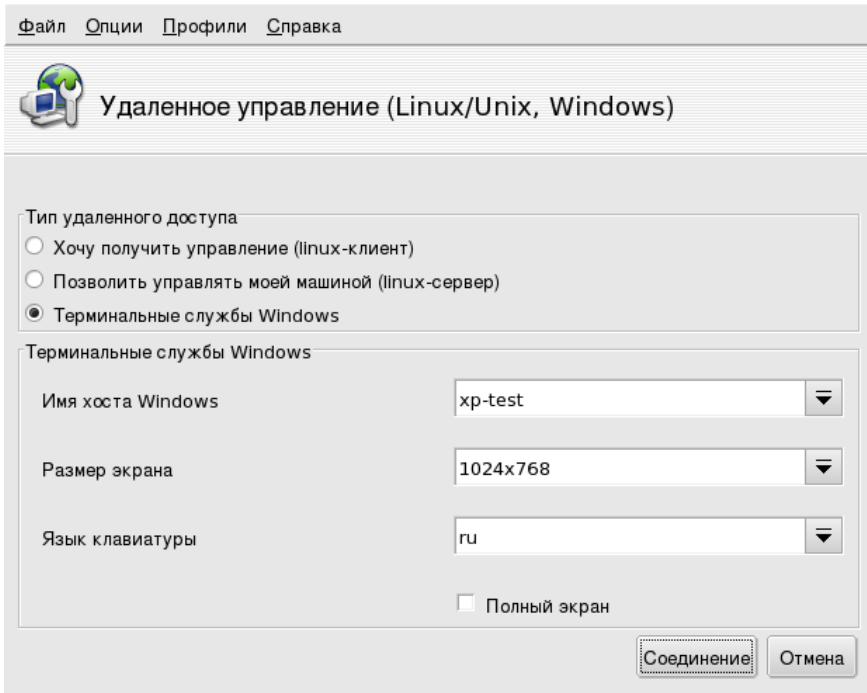 Файл Опции Профили Справка
Удаленное управление (Linux/Unix, Windows)
Тип удаленного доступа
Хочу получить управление (linux-клиент)
Позволить управлять моей машиной (linux-сервер)
Терминальные службы Windows
Терминальные службы Windows
Имя хоста Windows xp-test
Размер экрана 1024x768
Язык клавиатуры ru
Полный экран
Соединение Отмена